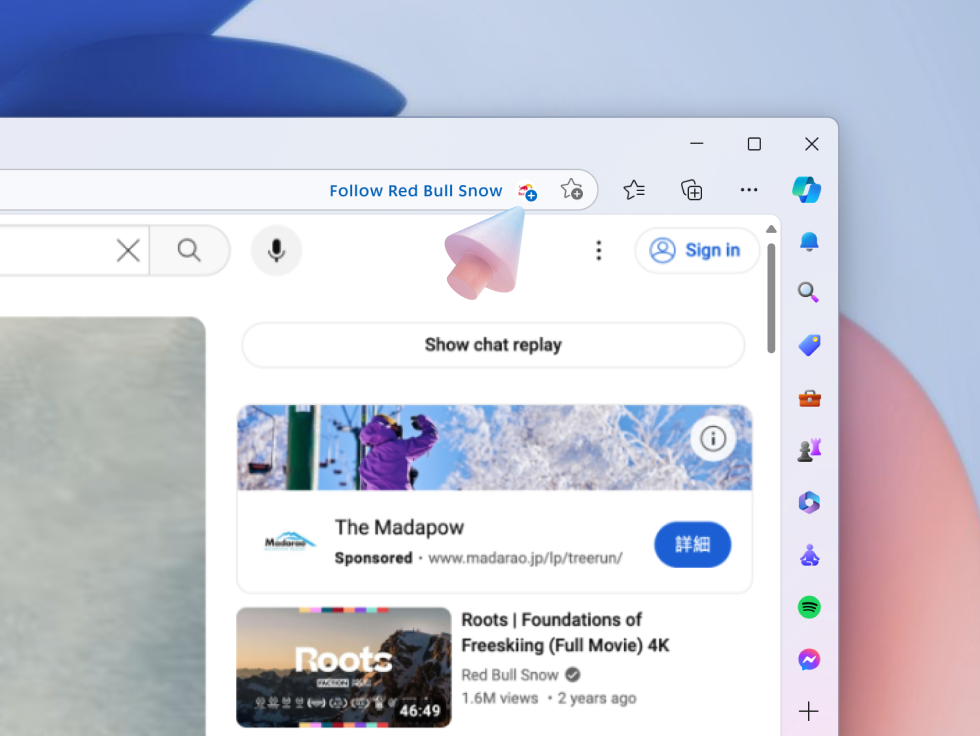 Follow Red Bull Snow
Sign in
Show chat replay
The Madapow
Madarao
Sponsored · www.madarao.jp/lp/treerun/
詳細
Roots | Foundations of
Freeskiing (Full Movie) 4K
Roots
FACTION
46:49
Red Bull Snow
1.6M views · 2 years ago